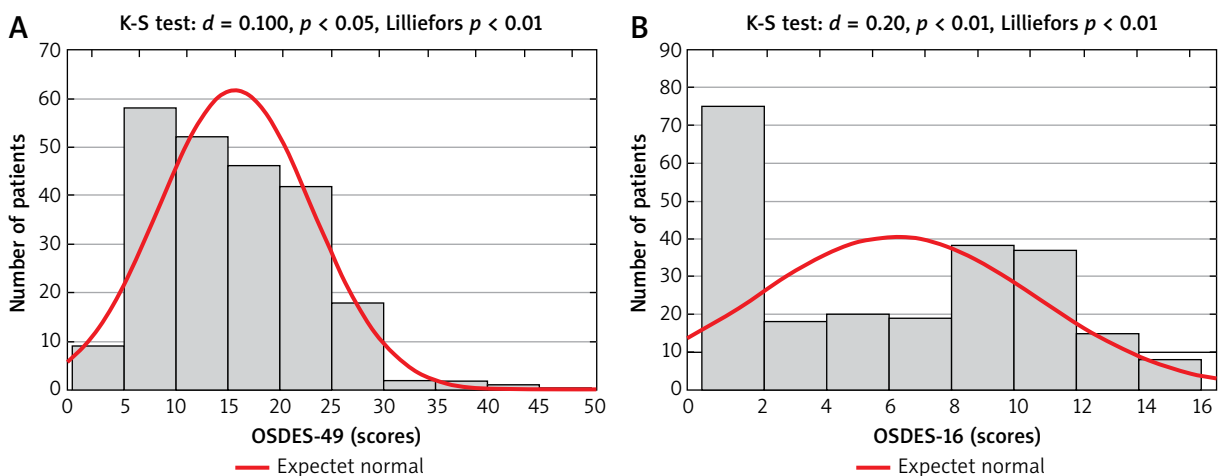 A
K-S test: d = 0.100, p < 0.05, Lilliefors p < 0.01
Number of patients
70
60
50
40
30
20
10
0
0 5 10 15 20 25 30 35 40 45 50
OSDES-49 (scores)
Expectet normal
B
K-S test: d = 0.20, p < 0.01, Lilliefors p < 0.01
Number of patients
90
80
70
60
50
40
30
20
10
0
0 2 4 6 8 10 12 14 16
OSDES-16 (scores)
Expectet normal